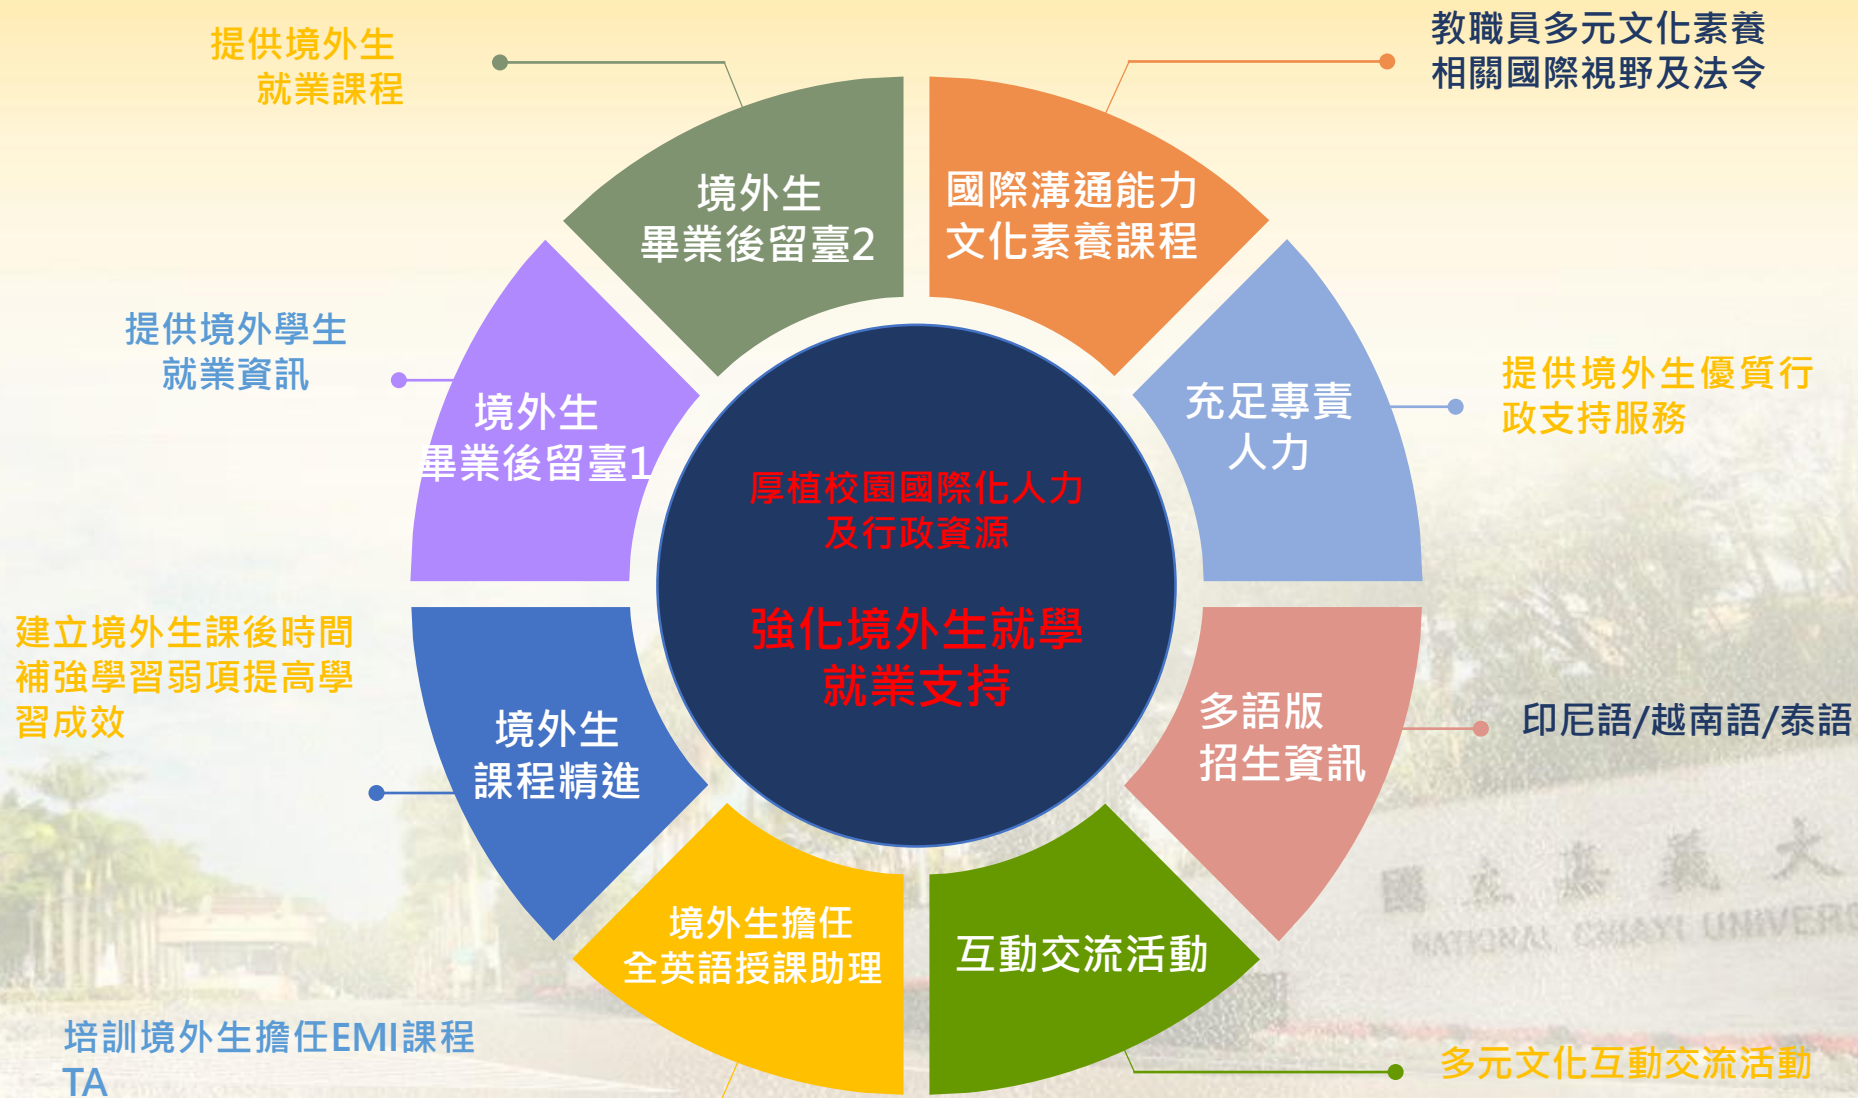 提供境外生
就業課程
教職員多元文化素養
相關國際視野及法令
境外生
畢業後留臺2
國際溝通能力
文化素養課程
提供境外學生
就業資訊
境外生
畢業後留臺1
充足專責
人力
提供境外生優質行
政支持服務
厚植校園國際化人力
及行政資源
強化境外生就學
就業支持
建立境外生課後時間
補強學習弱項提高學
習成效
境外生
課程精進
多語版
招生資訊
印尼語/越南語/泰語
境外生擔任
全英語授課助理
互動交流活動
培訓境外生擔任EMI課程
TA
多元文化互動交流活動
國立嘉義大
NATIONAL CHIAYI UNIVERS